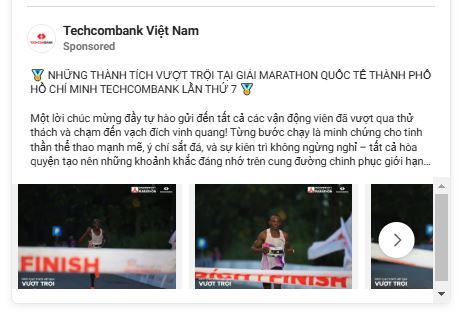 Techcombank Việt Nam
Sponsored
🏅 NHỮNG THÀNH TÍCH VƯỢT TRỘI TẠI GIẢI MARATHON QUỐC TẾ THÀNH PHỐ
HỒ CHÍ MINH TECHCOMBANK LẦN THỨ 7 🏅
Một lời chúc mừng đầy tự hào gửi đến tất cả các vận động viên đã vượt qua thử
thách và chạm đến vạch đích vinh quang! Từng bước chạy là minh chứng cho tinh
thần thể thao mạnh mẽ, ý chí sắt đá, và sự kiên trì không ngừng nghỉ – tất cả hòa
quyện tạo nên những khoảnh khắc đáng nhớ trên cung đường chinh phục giới hạn...
TECHCOMBANK
MARATHON
MARATHON
FINISH
FINISH
VƯỢT TRỘI
VƯỢT TRỘI
VƯỢT TRỘI